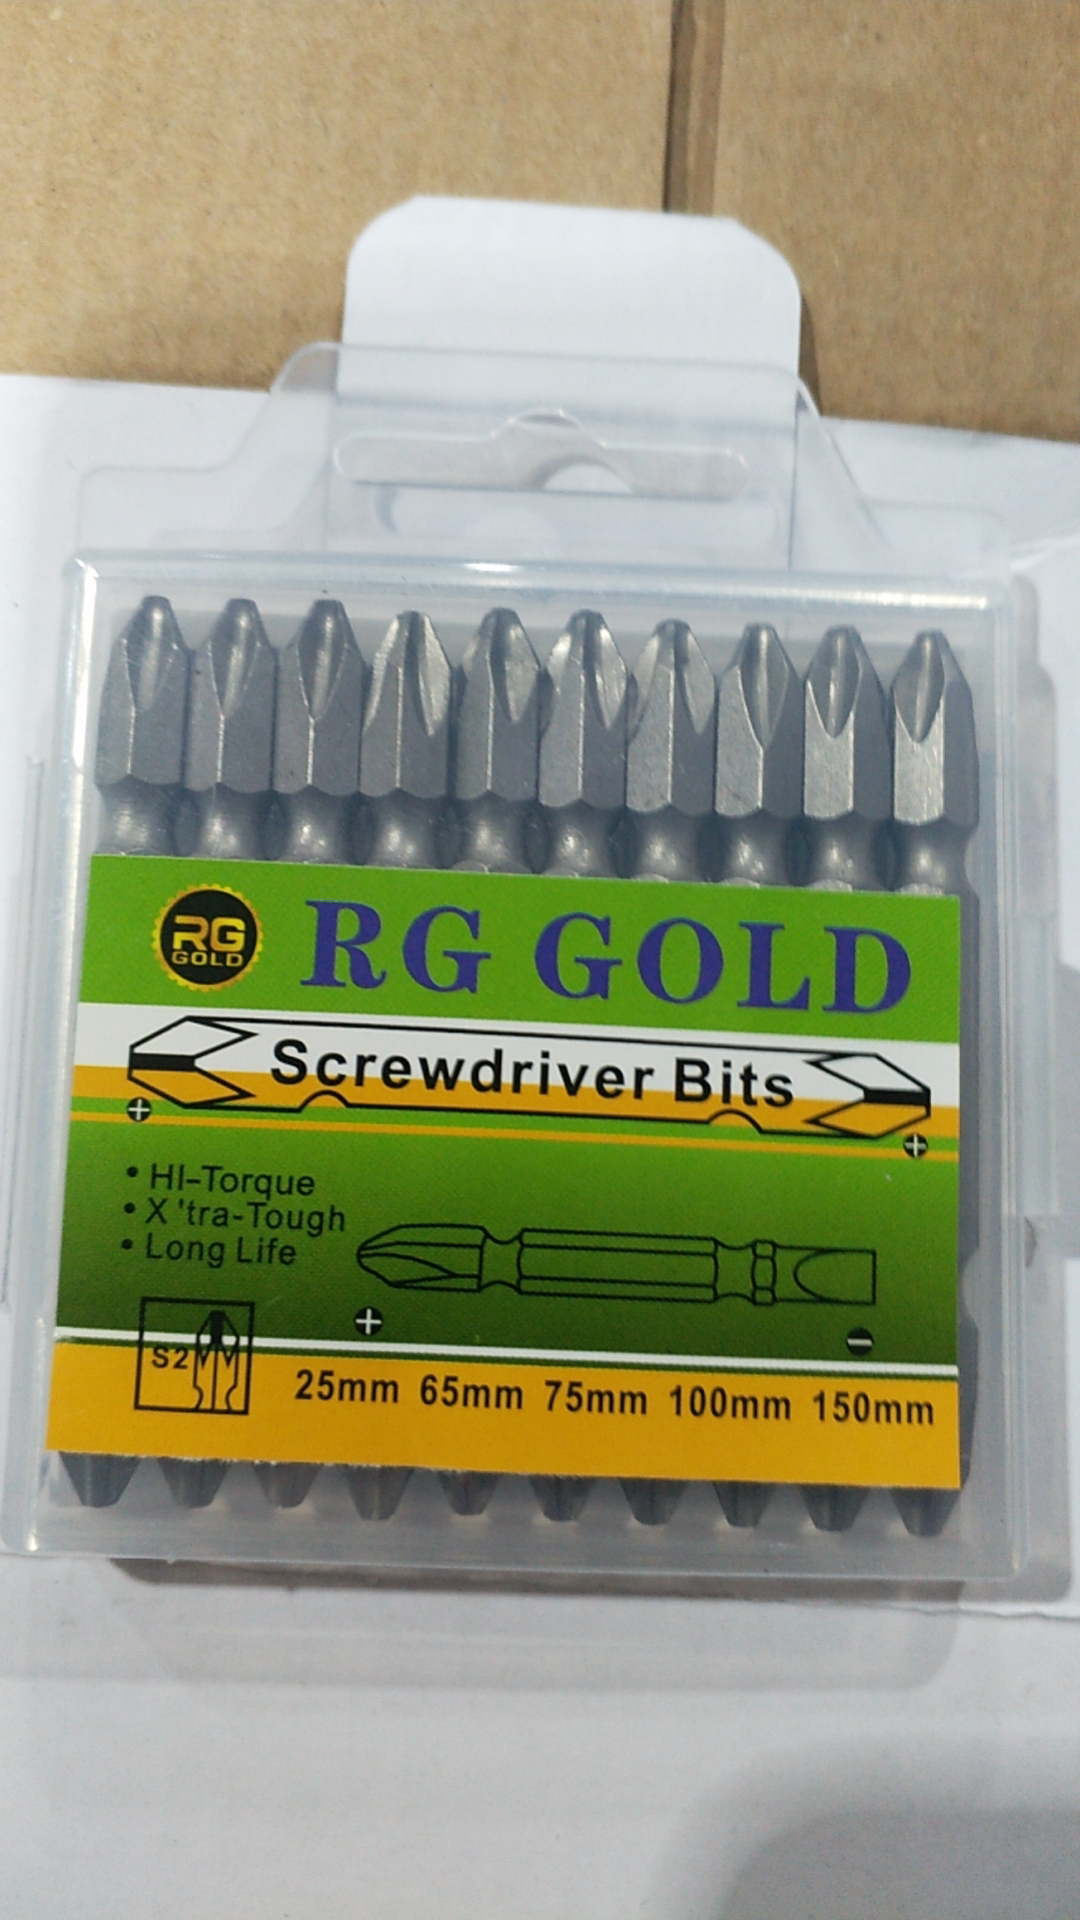 RG
GOLD
RG GOLD
Screwdriver Bits
• HI-Torque
• X 'tra-Tough
• Long Life
S2
25mm 65mm 75mm 100mm 150mm